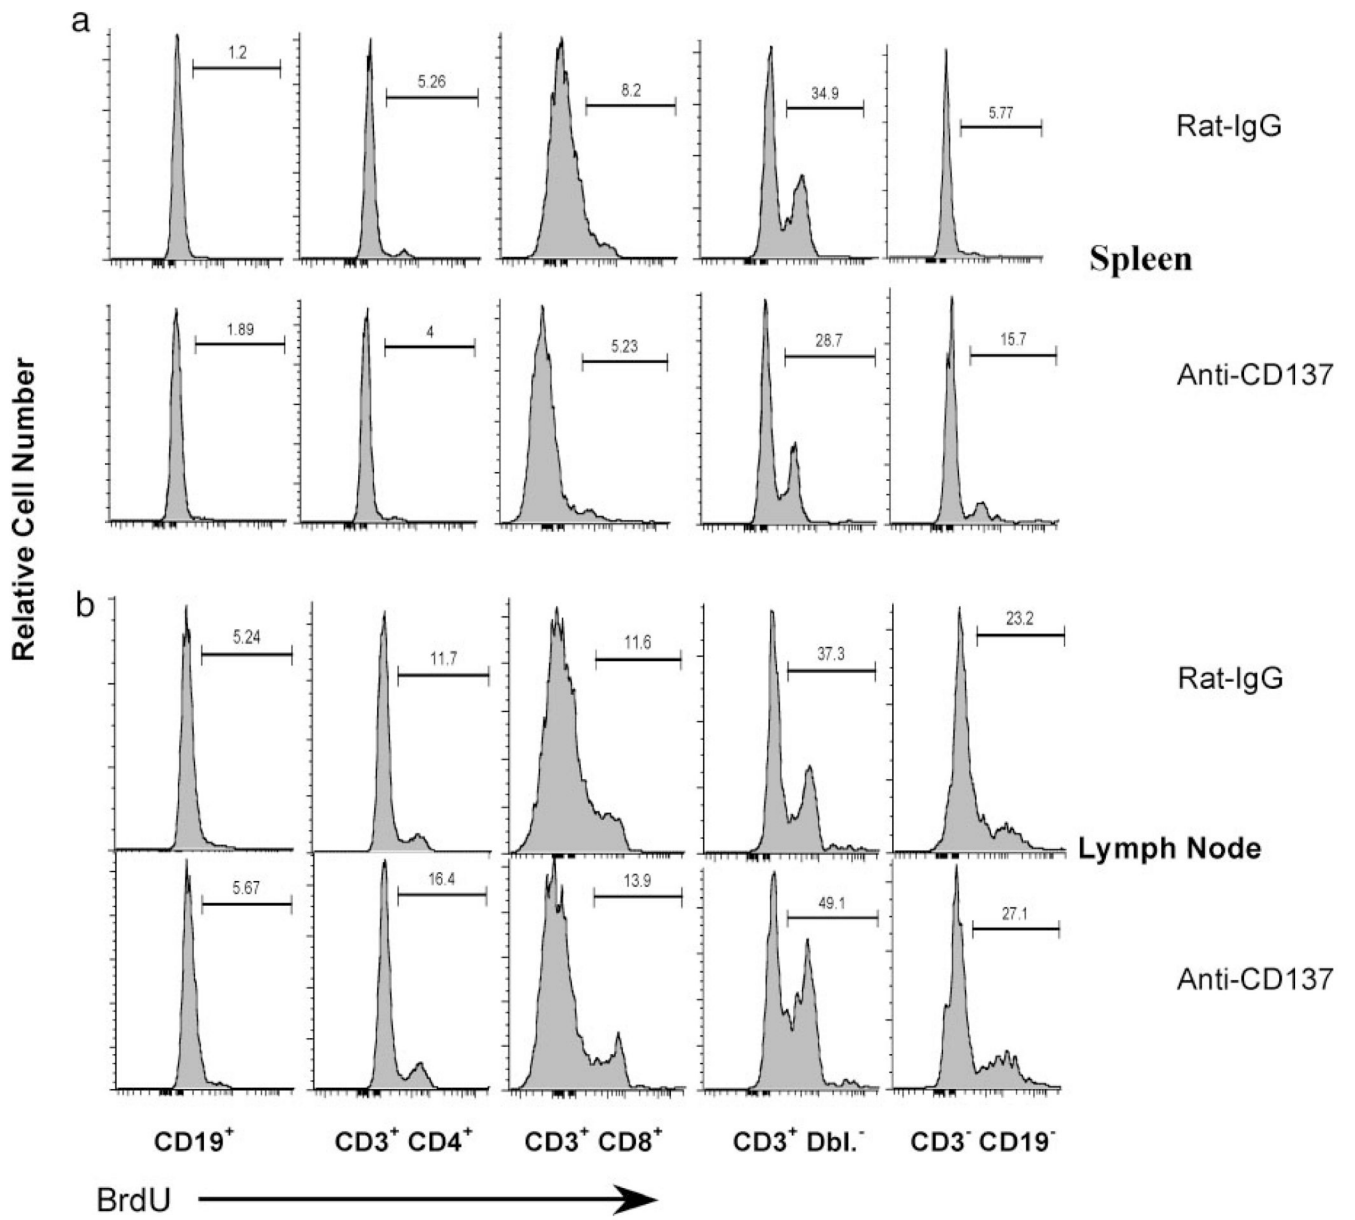 a
1.2
5.26
8.2
34.9
5.77
Rat-IgG
Spleen
1.89
4
5.23
28.7
15.7
Anti-CD137
Relative Cell Number
b
5.24
11.7
11.6
37.3
23.2
Rat-IgG
Lymph Node
5.67
16.4
13.9
49.1
27.1
Anti-CD137
CD19⁺
CD3⁺ CD4⁺
CD3⁺ CD8⁺
CD3⁺ Dbl.⁻
CD3⁻ CD19⁻
BrdU